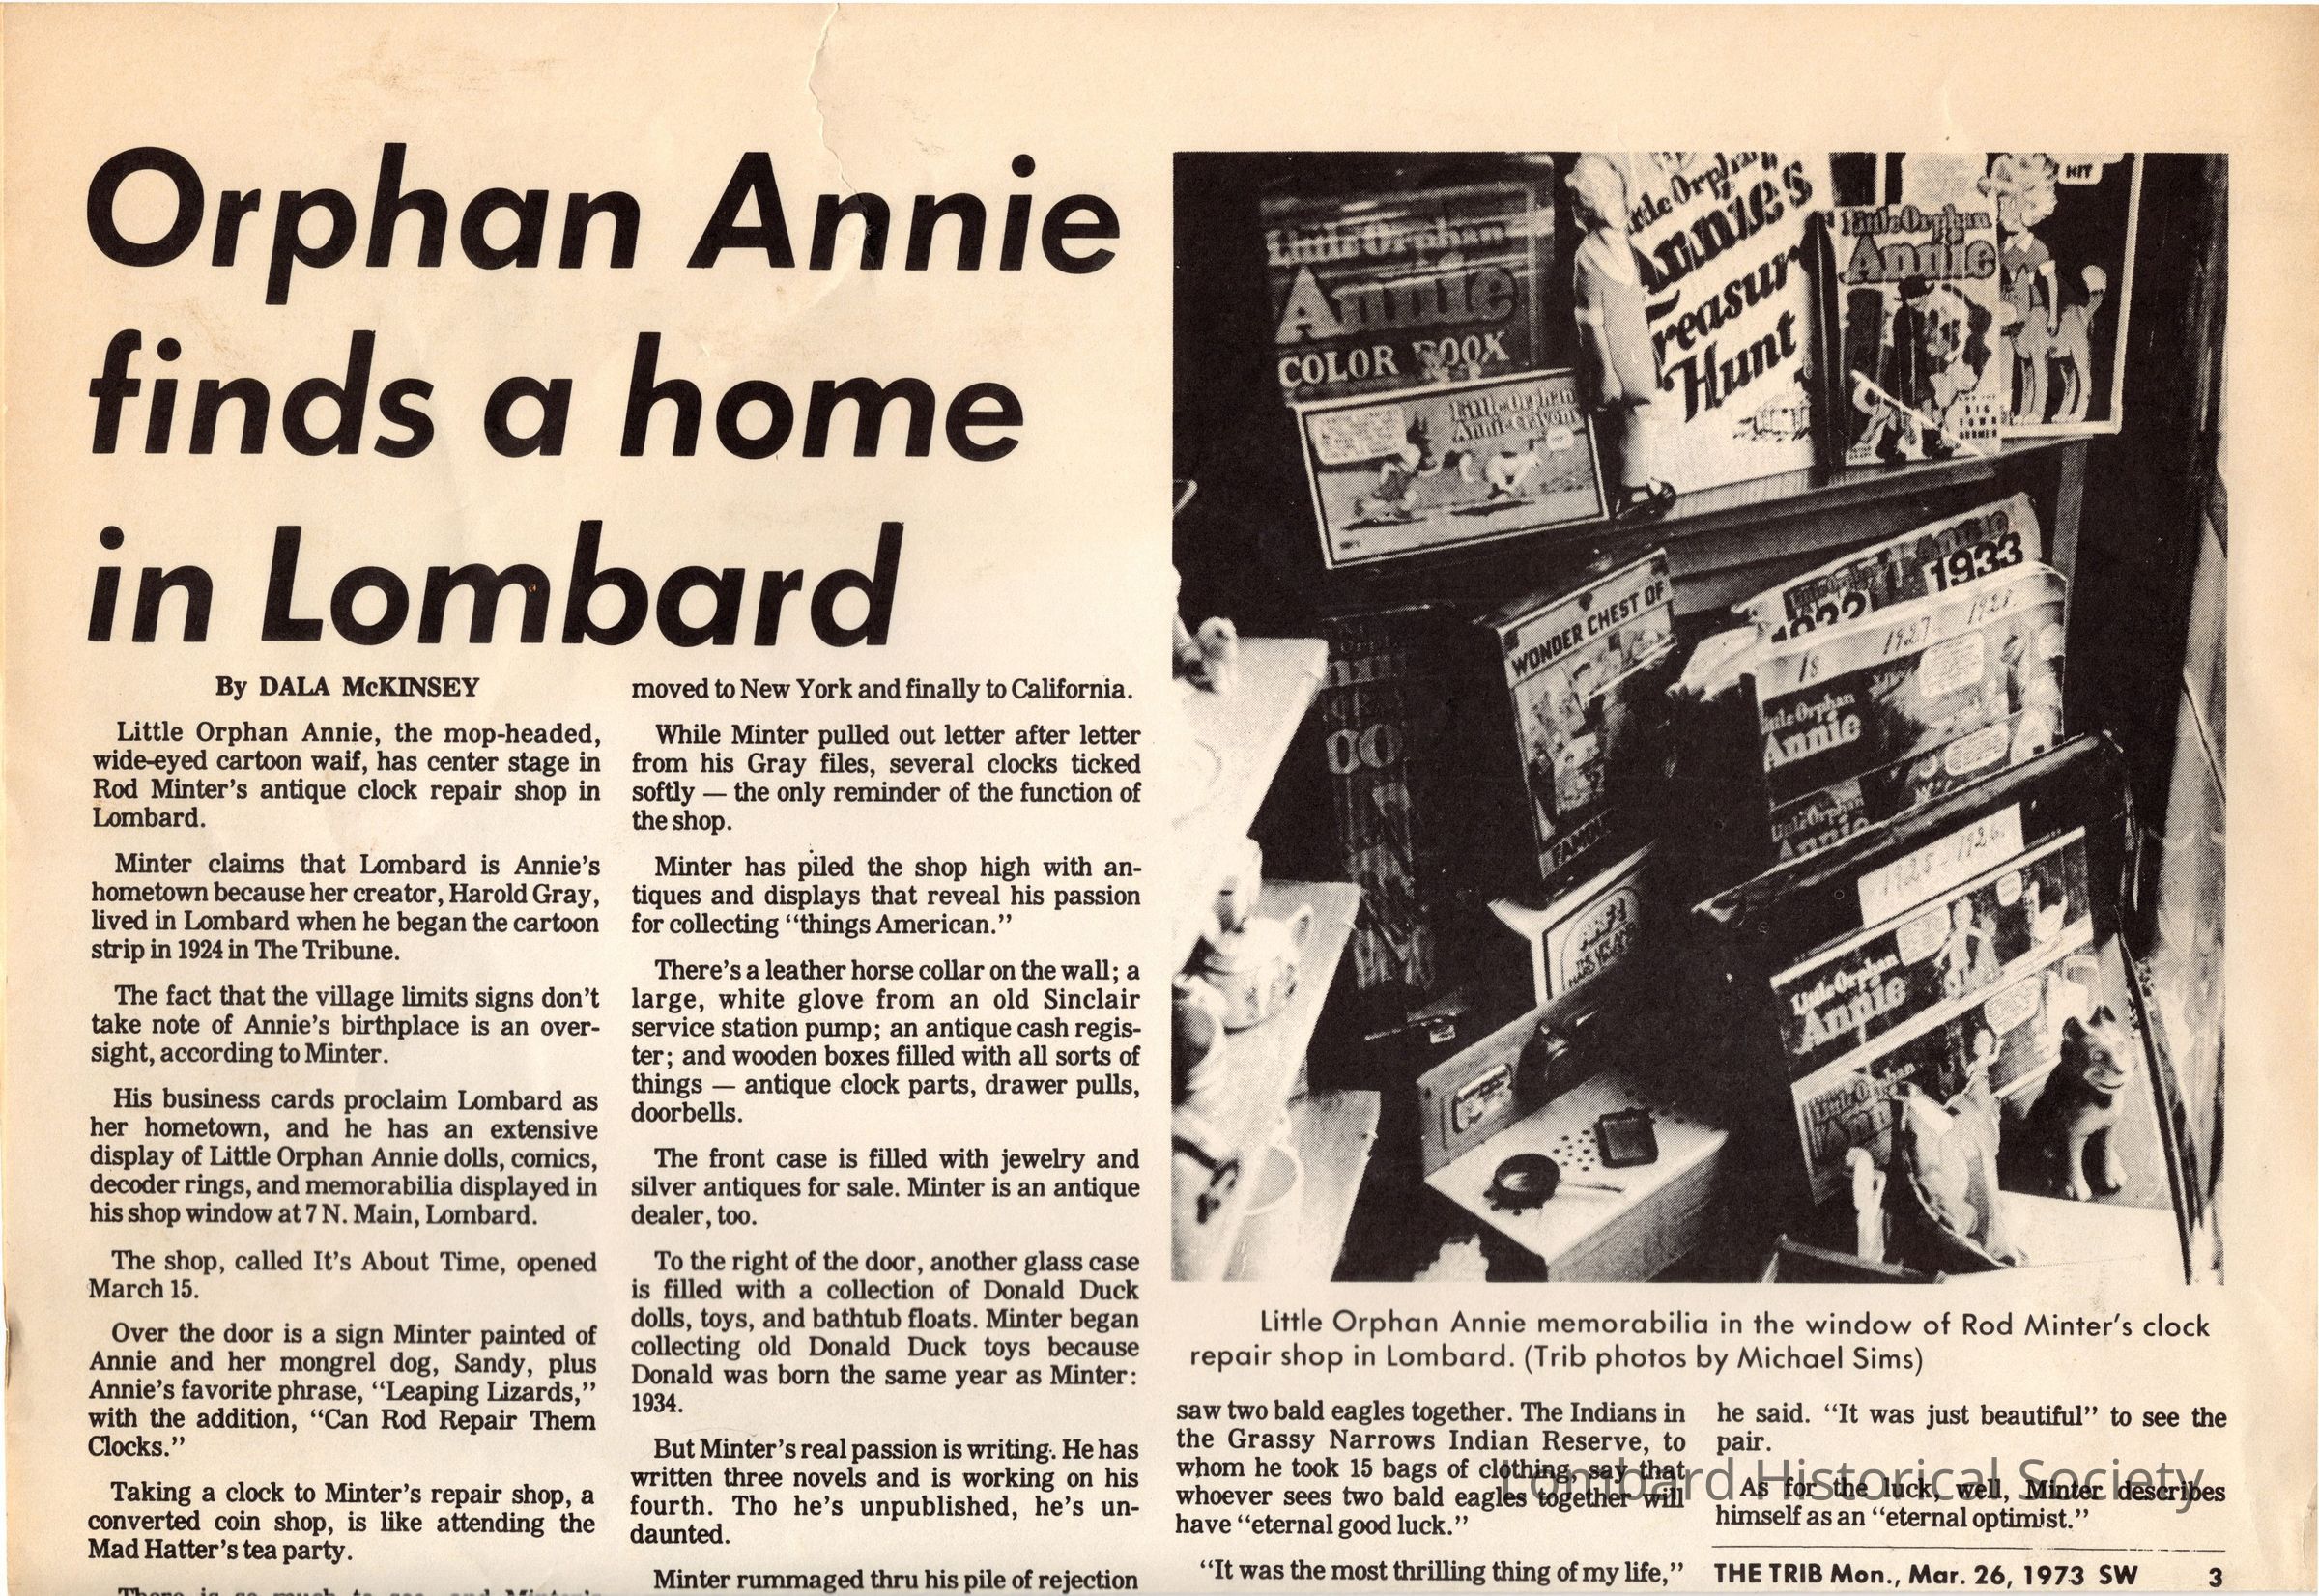 Orphan Annie
finds a home
in Lombard
By DALA McKINSEY
Little Orphan Annie, the mop-headed,
wide-eyed cartoon waif, has center stage in
Rod Minter's antique clock repair shop in
Lombard.
Minter claims that Lombard is Annie's
hometown because her creator, Harold Gray,
lived in Lombard when he began the cartoon
strip in 1924 in The Tribune.
The fact that the village limits signs don't
take note of Annie's birthplace is an over-
sight, according to Minter.
His business cards proclaim Lombard as
her hometown, and he has an extensive
display of Little Orphan Annie dolls, comics,
decoder rings, and memorabilia displayed in
his shop window at 7 N. Main, Lombard.
The shop, called It's About Time, opened
March 15.
Over the door is a sign Minter painted of
Annie and her mongrel dog, Sandy, plus
Annie's favorite phrase, "Leaping Lizards,"
with the addition, "Can Rod Repair Them
Clocks."
Taking a clock to Minter's repair shop, a
converted coin shop, is like attending the
Mad Hatter's tea party.
moved to New York and finally to California.
While Minter pulled out letter after letter
from his Gray files, several clocks ticked
softly — the only reminder of the function of
the shop.
Minter has piled the shop high with an-
tiques and displays that reveal his passion
for collecting "things American."
There's a leather horse collar on the wall; a
large, white glove from an old Sinclair
service station pump; an antique cash regis-
ter; and wooden boxes filled with all sorts of
things — antique clock parts, drawer pulls,
doorbells.
The front case is filled with jewelry and
silver antiques for sale. Minter is an antique
dealer, too.
To the right of the door, another glass case
is filled with a collection of Donald Duck
dolls, toys, and bathtub floats. Minter began
collecting old Donald Duck toys because
Donald was born the same year as Minter:
1934.
But Minter's real passion is writing. He has
written three novels and is working on his
fourth. Tho he's unpublished, he's un-
daunted.
Minter rummaged thru his pile of rejection
Little Orphan
Annie
COLOR BOOK
Little Orphan
Annie Crayons
Little Orphan
Annie's
Treasure
Hunt
Little Orphan
Annie
HIT
WONDER CHEST OF
FAMOUS
Annie
1933
1927 1928
Little Orphan
Annie
Little Orphan
Annie
1925-1926
Little Orphan
Annie
Little Orphan
Little Orphan Annie memorabilia in the window of Rod Minter's clock
repair shop in Lombard. (Trib photos by Michael Sims)
saw two bald eagles together. The Indians in
the Grassy Narrows Indian Reserve, to
whom he took 15 bags of clothing, say that
whoever sees two bald eagles together will
have "eternal good luck."
"It was the most thrilling thing of my life,"
he said. "It was just beautiful" to see the
pair.
As for the luck, well, Minter describes
himself as an "eternal optimist."
Lombard Historical Society
THE TRIB Mon., Mar. 26, 1973 SW 3